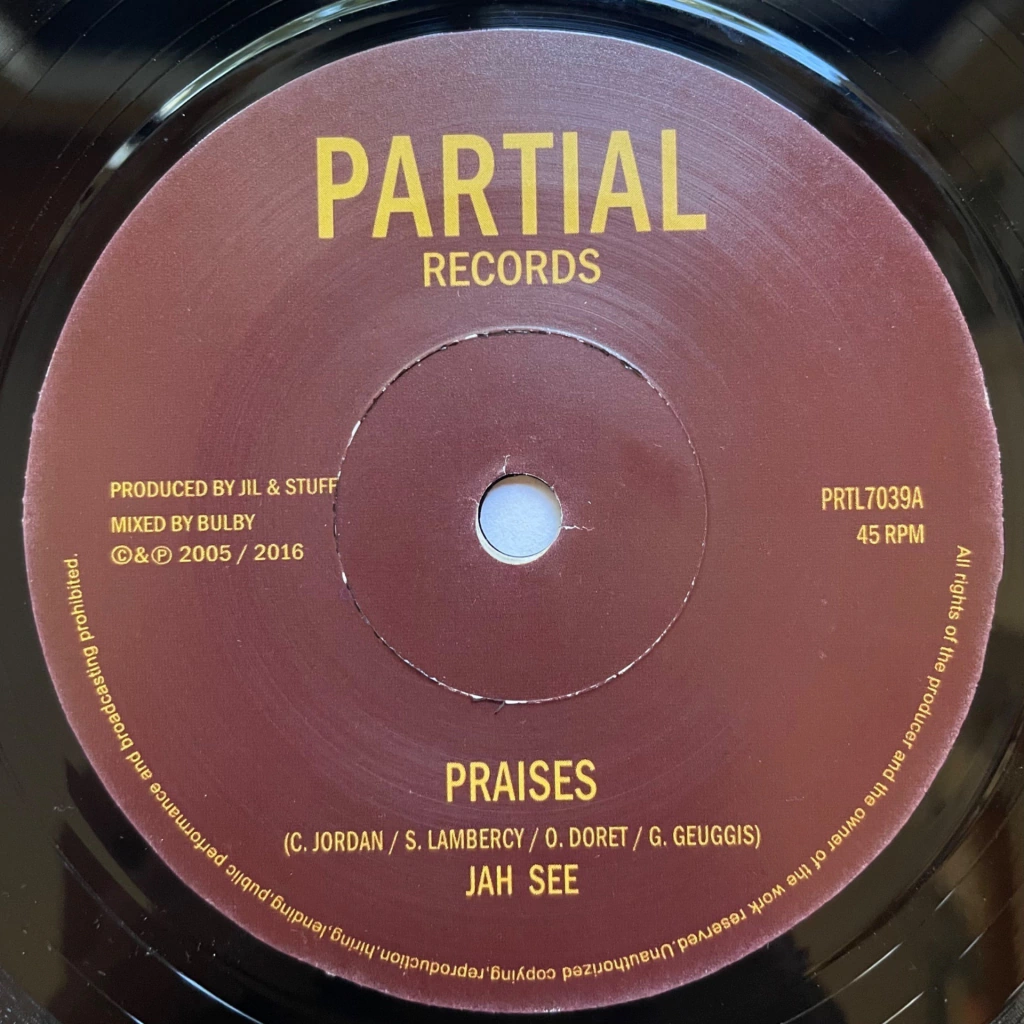 PARTIAL
RECORDS
PRODUCED BY JIL & STUFF
MIXED BY BULBY
©&℗ 2005 / 2016
PRTL7039A
45 RPM
PRAISES
(C. JORDAN / S. LAMBERCY / O. DORET / G. GEUGGIS)
JAH SEE
All rights of the producer and the owner of the work reserved.Unauthorized copying,reproduction,hiring,lending,public performance and broadcasting prohibited.